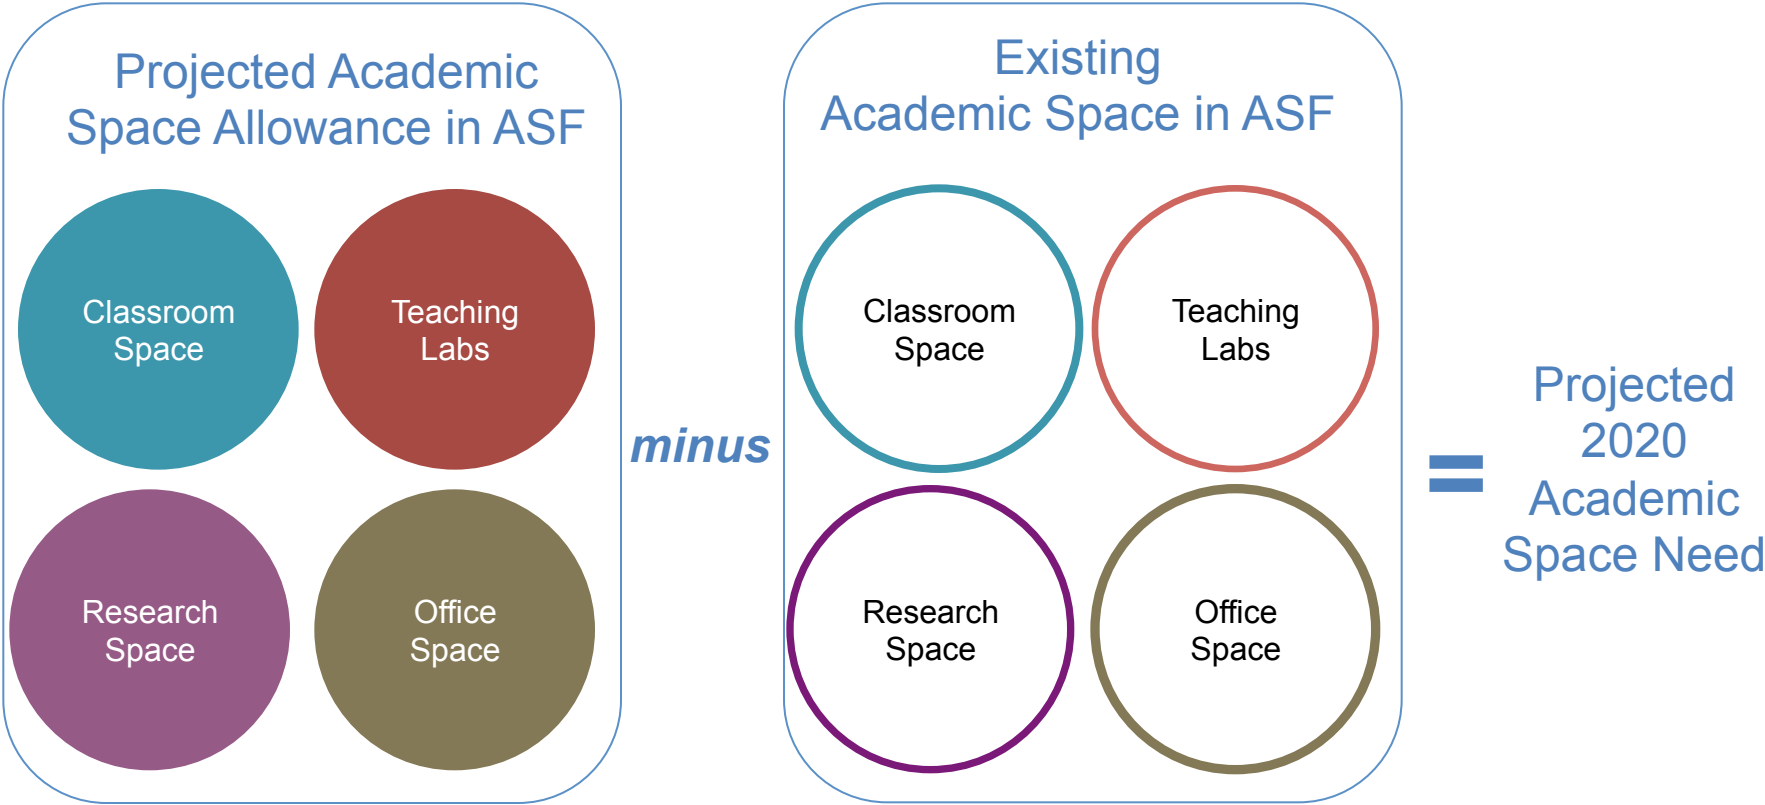 Projected Academic
Space Allowance in ASF
Classroom
Space
Teaching
Labs
Research
Space
Office
Space
minus
Existing
Academic Space in ASF
Classroom
Space
Teaching
Labs
Research
Space
Office
Space
=
Projected
2020
Academic
Space Need